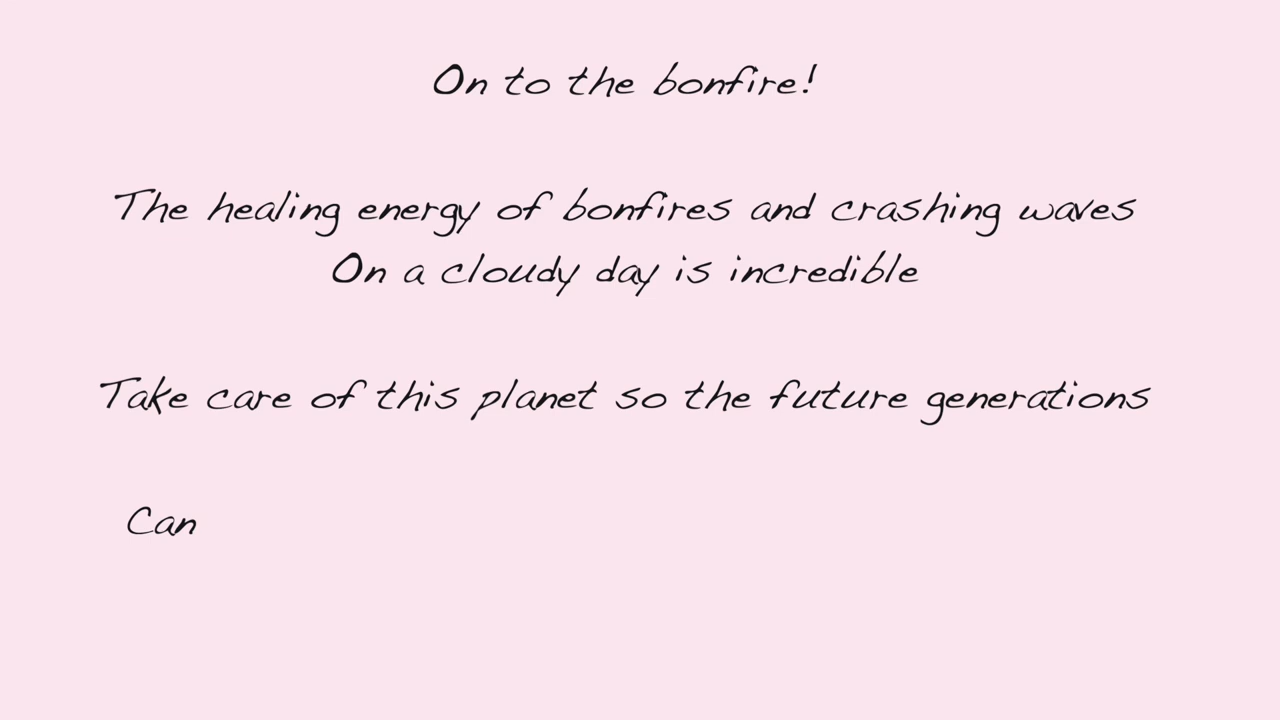 On to the bonfire!
The healing energy of bonfires and crashing waves
On a cloudy day is incredible
Take care of this planet so the future generations
Can